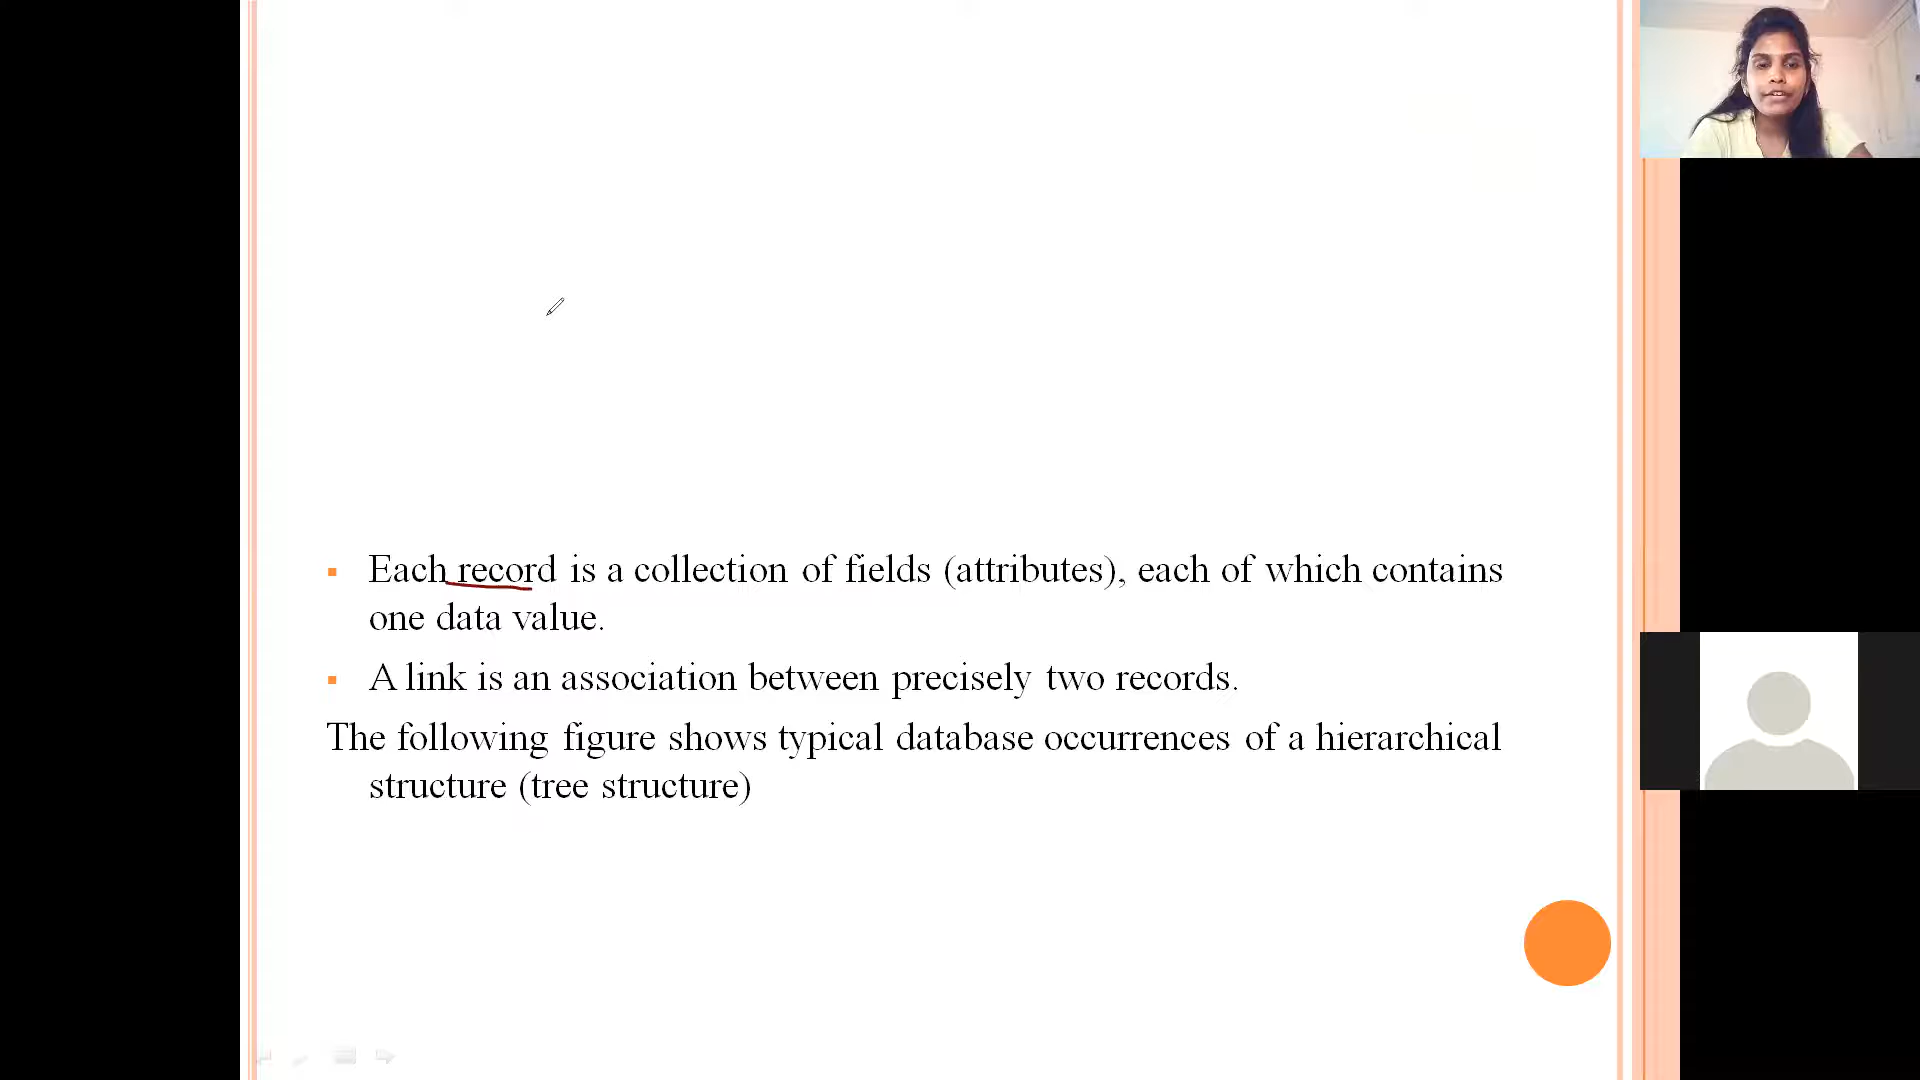 Each record is a collection of fields (attributes), each of which contains
one data value.
A link is an association between precisely two records.
The following figure shows typical database occurrences of a hierarchical
structure (tree structure)